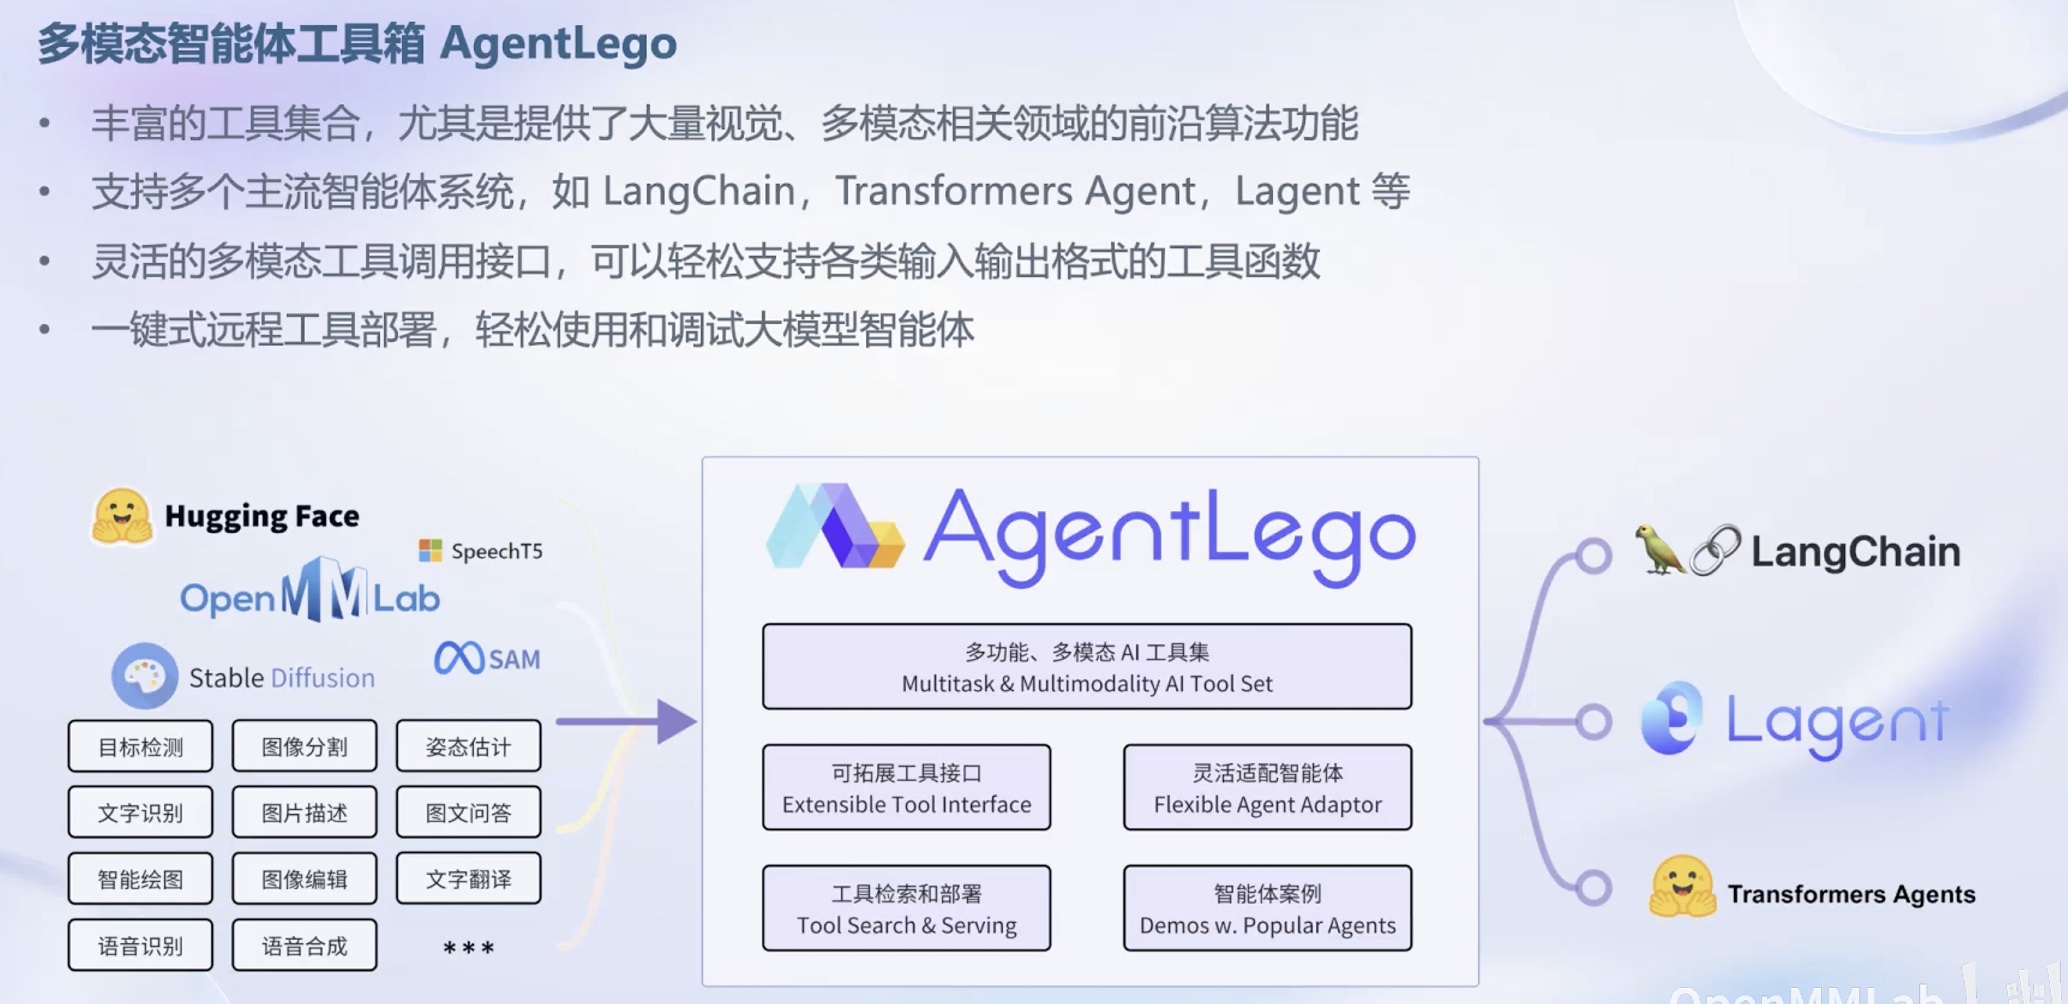 多模态智能体工具箱 AgentLego
• 丰富的工具集合，尤其是提供了大量视觉、多模态相关领域的前沿算法功能
• 支持多个主流智能体系统，如 LangChain，Transformers Agent，Lagent 等
• 灵活的多模态工具调用接口，可以轻松支持各类输入输出格式的工具函数
• 一键式远程工具部署，轻松使用和调试大模型智能体
Hugging Face
SpeechT5
OpenMMLab
Stable Diffusion
SAM
目标检测
图像分割
姿态估计
文字识别
图片描述
图文问答
智能绘图
图像编辑
文字翻译
语音识别
语音合成
***
AgentLego
多功能、多模态 AI 工具集
Multitask & Multimodality AI Tool Set
可拓展工具接口
Extensible Tool Interface
灵活适配智能体
Flexible Agent Adaptor
工具检索和部署
Tool Search & Serving
智能体案例
Demos w. Popular Agents
LangChain
Lagent
Transformers Agents
OpenMMLab